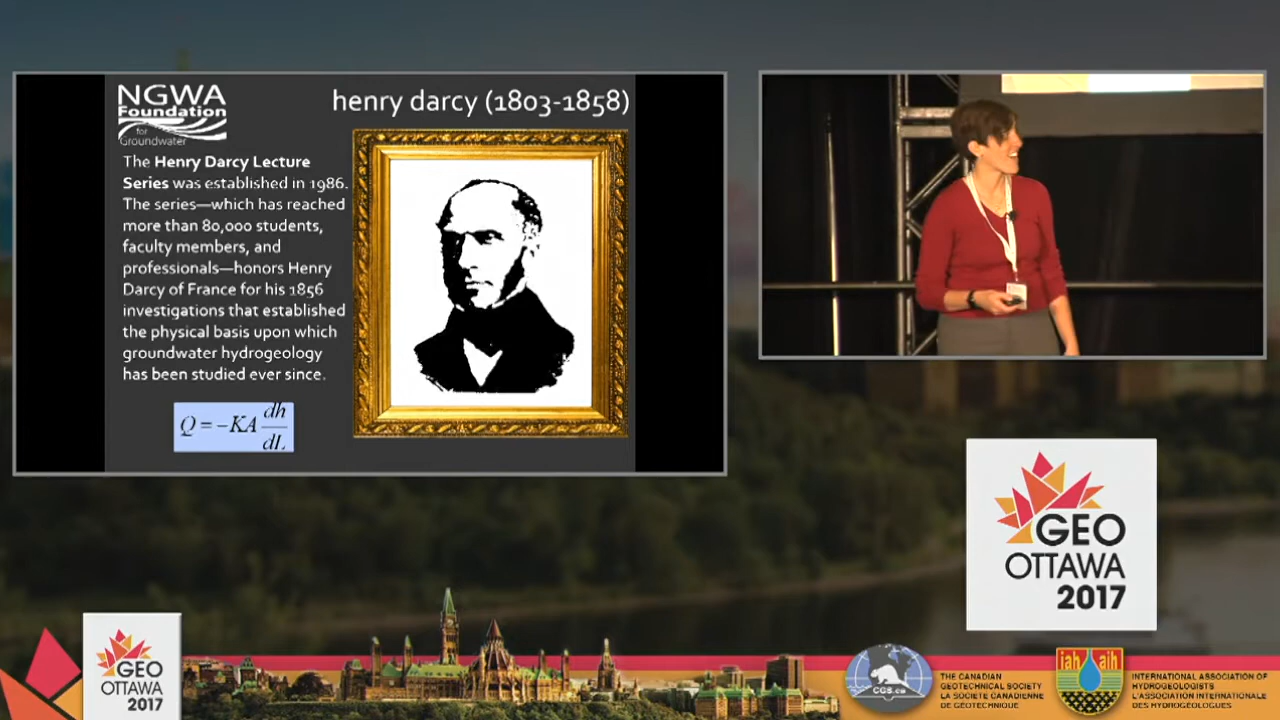 NGWA
Foundation
for
Groundwater
henry darcy (1803-1858)
The Henry Darcy Lecture
Series was established in 1986.
The series—which has reached
more than 80,000 students,
faculty members, and
professionals—honors Henry
Darcy of France for his 1856
investigations that established
the physical basis upon which
groundwater hydrogeology
has been studied ever since.
Q = -KA dh/dL
GEO
OTTAWA
2017
GEO
OTTAWA
2017
CGS.ca
THE CANADIAN
GEOTECHNICAL SOCIETY
LA SOCIÉTÉ CANADIENNE
DE GÉOTECHNIQUE
iah aih
INTERNATIONAL ASSOCIATION OF
HYDROGEOLOGISTS
L'ASSOCIATION INTERNATIONALE
DES HYDROGÉOLOGUES